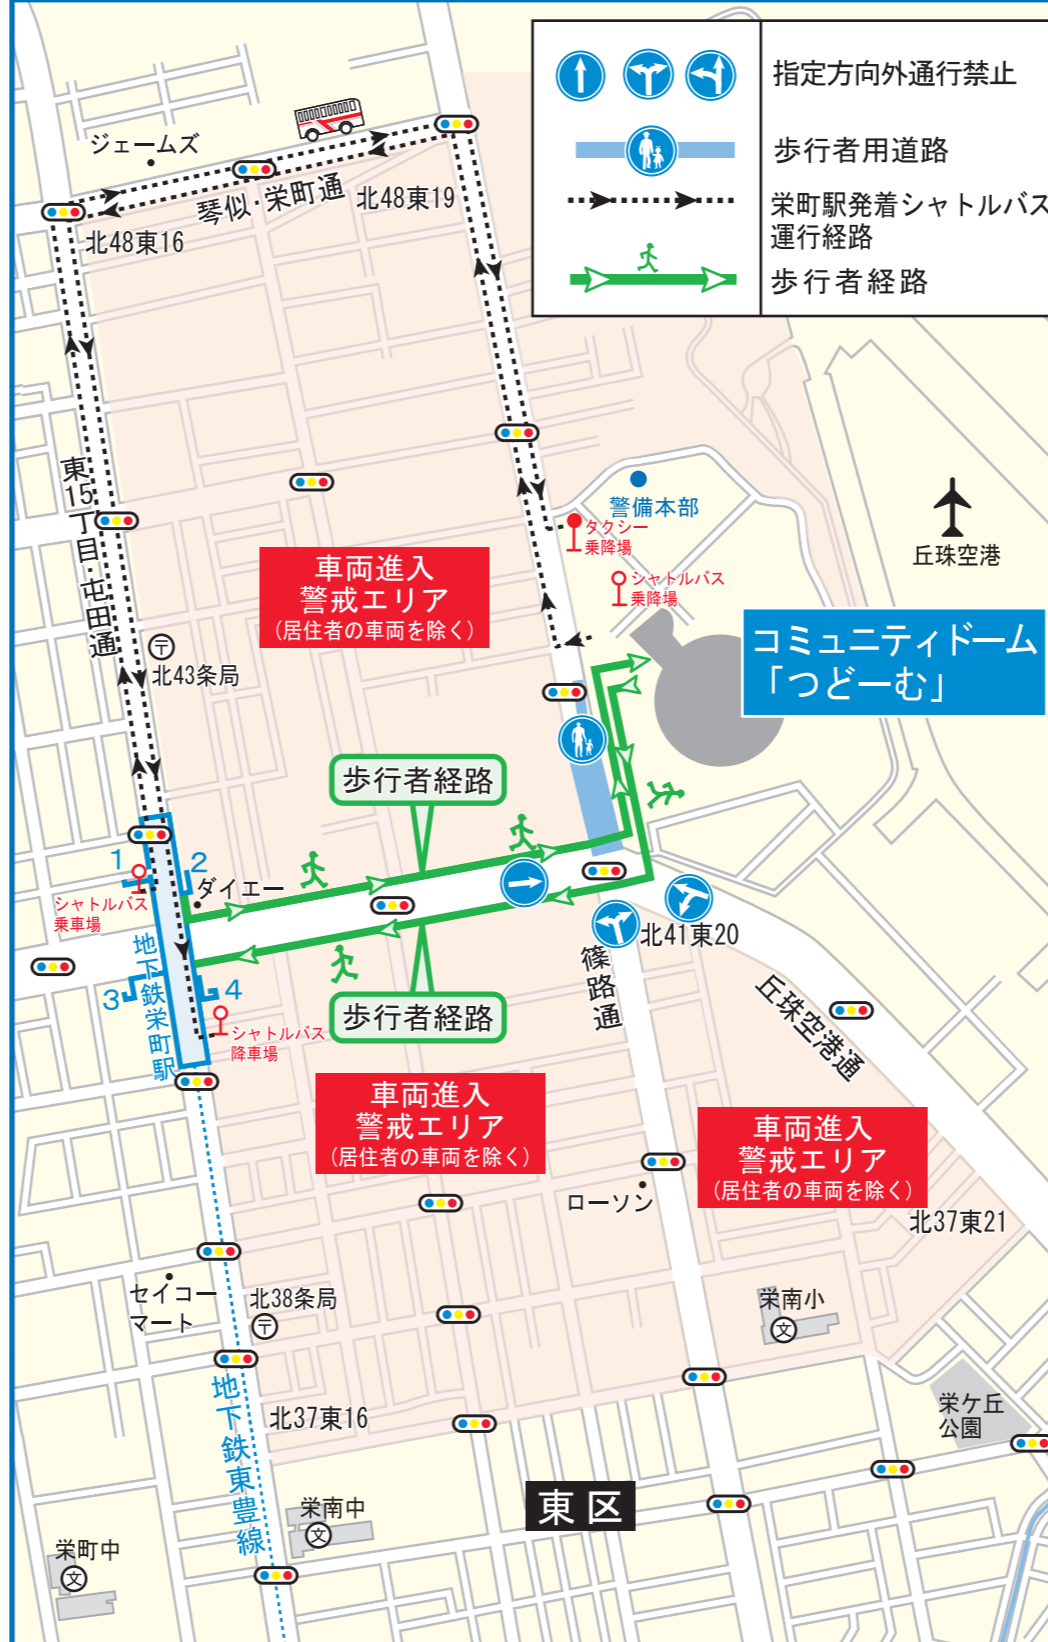 指定方向外通行禁止
歩行者用道路
栄町駅発着シャトルバス
運行経路
歩行者経路
ジェームズ
琴似・栄町通
北48東19
北48東16
東15丁目・屯田通
警備本部
タクシー
乗降場
シャトルバス
乗降場
丘珠空港
車両進入
警戒エリア
(居住者の車両を除く)
コミュニティドーム
「つどーむ」
〒
北43条局
歩行者経路
1
2
ダイエー
シャトルバス
乗車場
地下鉄栄町駅
3
4
シャトルバス
降車場
歩行者経路
篠路通
北41東20
丘珠空港通
車両進入
警戒エリア
(居住者の車両を除く)
車両進入
警戒エリア
(居住者の車両を除く)
ローソン
北37東21
セイコー
マート
北38条局
〒
栄南小
文
地下鉄東豊線
北37東16
栄ケ丘
公園
東区
栄南中
文
栄町中
文